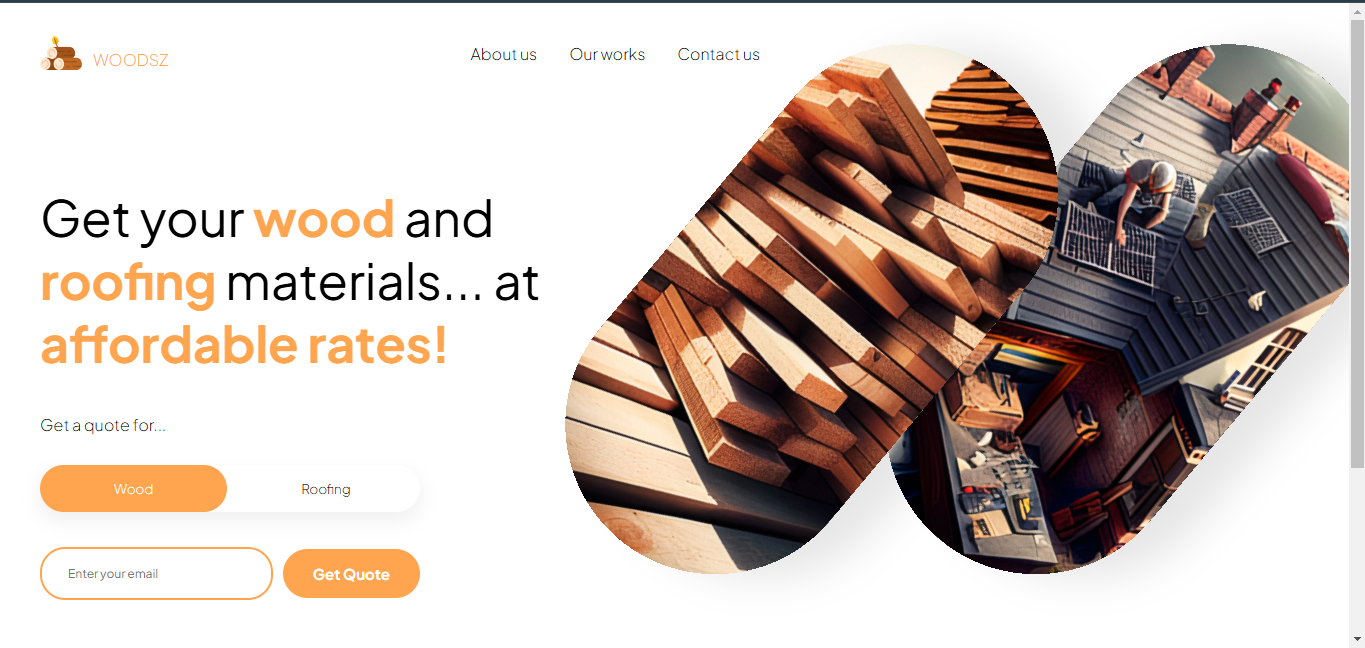 WOODSZ
About us
Our works
Contact us
Get your wood and
roofing materials... at
affordable rates!
Get a quote for...
Wood
Roofing
Enter your email
Get Quote